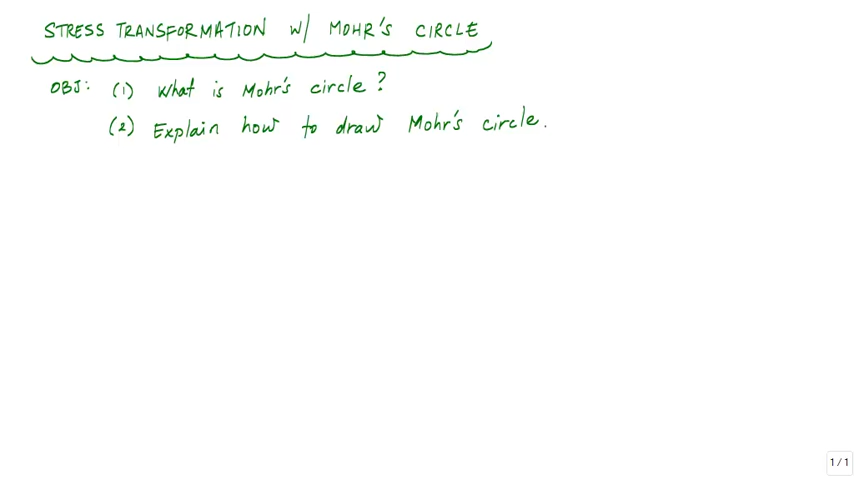 STRESS TRANSFORMATION W/ MOHR'S CIRCLE
OBJ: (1) What is Mohr's circle?
(2) Explain how to draw Mohr's circle.
1 / 1